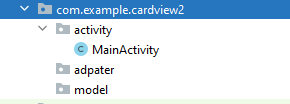 com.example.cardview2
activity
C MainActivity
adpater
model